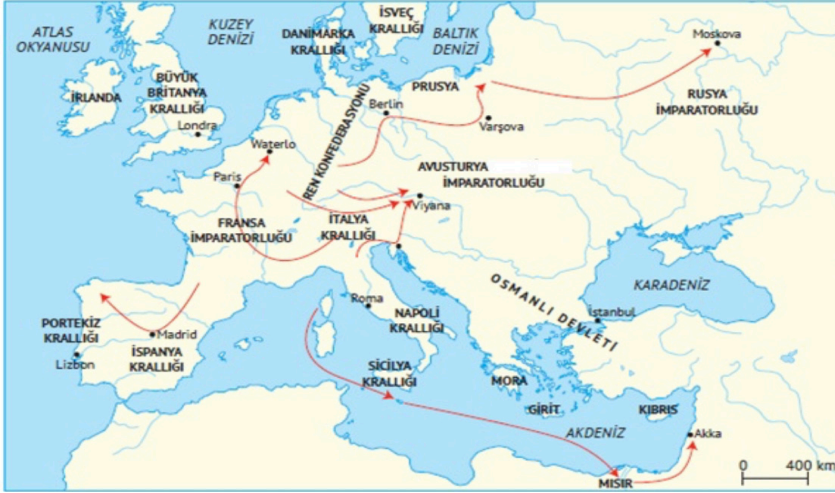 ATLAS
OKYANUSU
KUZEY
DENİZİ
DANİMARKA
KRALLIĞI
İSVEÇ
KRALLIĞI
BALTIK
DENİZİ
Moskova
İRLANDA
BÜYÜK
BRİTANYA
KRALLIĞI
Londra
PRUSYA
Berlin
Varşova
RUSYA
İMPARATORLUĞU
REN KONFEDERASYONU
Waterlo
Paris
AVUSTURYA
İMPARATORLUĞU
Viyana
FRANSA
İMPARATORLUĞU
İTALYA
KRALLIĞI
KARADENİZ
OSMANLI DEVLETİ
İstanbul
Roma
NAPOLİ
KRALLIĞI
PORTEKİZ
KRALLIĞI
Madrid
Lizbon
İSPANYA
KRALLIĞI
SİCİLYA
KRALLIĞI
MORA
GİRİT
KIBRIS
AKDENİZ
Akka
MISIR
0 400 km